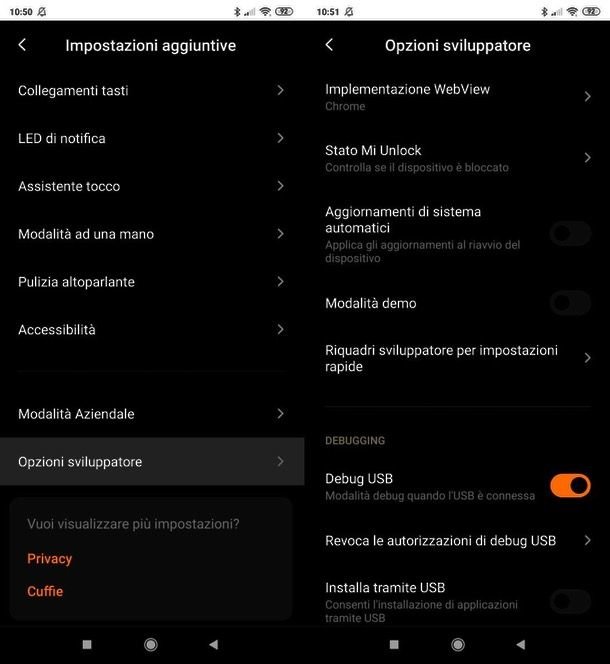 10:50
92
Impostazioni aggiuntive
Collegamenti tasti
LED di notifica
Assistente tocco
Modalità ad una mano
Pulizia altoparlante
Accessibilità
Modalità Aziendale
Opzioni sviluppatore
Vuoi visualizzare più impostazioni?
Privacy
Cuffie
10:51
92
Opzioni sviluppatore
Implementazione WebView
Chrome
Stato Mi Unlock
Controlla se il dispositivo è bloccato
Aggiornamenti di sistema
automatici
Applica gli aggiornamenti al riavvio del
dispositivo
Modalità demo
Riquadri sviluppatore per impostazioni
rapide
DEBUGGING
Debug USB
Modalità debug quando l'USB è connessa
Revoca le autorizzazioni di debug USB
Installa tramite USB
Consenti l'installazione di applicazioni
tramite USB